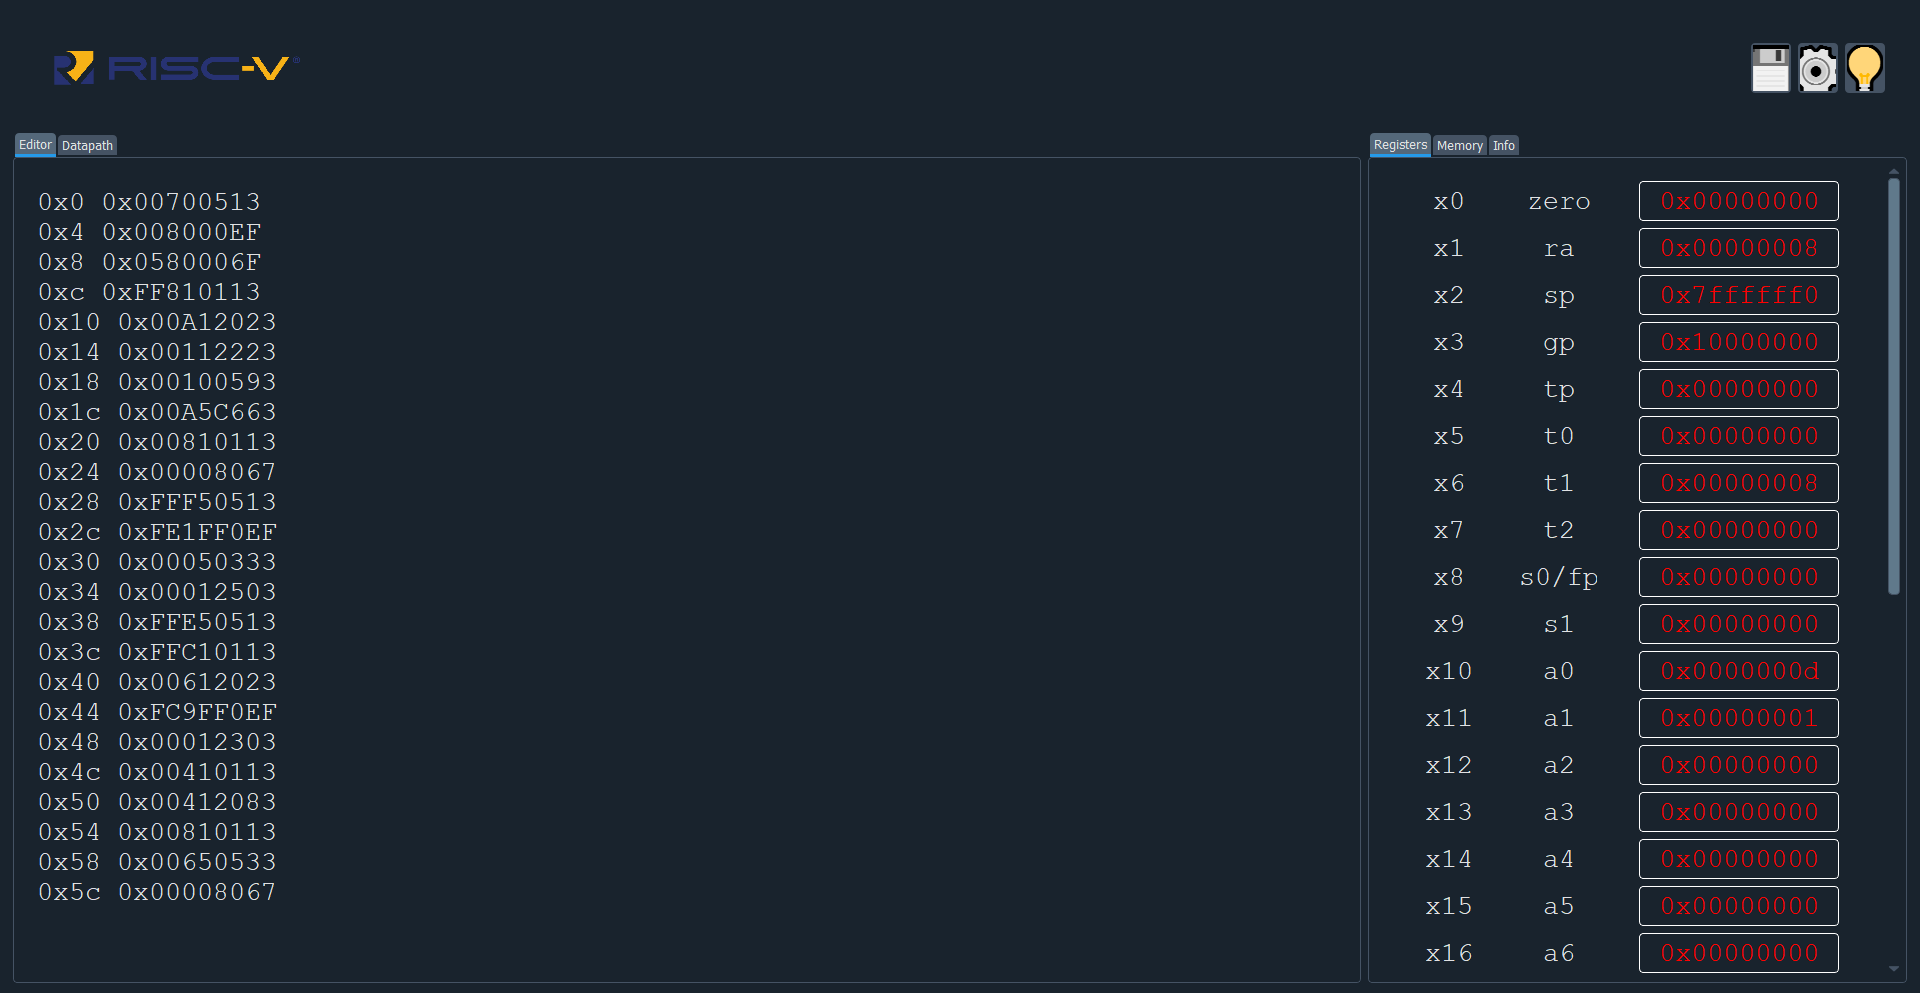 RISC-V®
Editor Datapath
0x0 0x00700513
0x4 0x008000EF
0x8 0x0580006F
0xc 0xFF810113
0x10 0x00A12023
0x14 0x00112223
0x18 0x00100593
0x1c 0x00A5C663
0x20 0x00810113
0x24 0x00008067
0x28 0xFFF50513
0x2c 0xFE1FF0EF
0x30 0x00050333
0x34 0x00012503
0x38 0xFFE50513
0x3c 0xFFC10113
0x40 0x00612023
0x44 0xFC9FF0EF
0x48 0x00012303
0x4c 0x00410113
0x50 0x00412083
0x54 0x00810113
0x58 0x00650533
0x5c 0x00008067
Registers Memory Info
x0 zero 0x00000000
x1 ra 0x00000008
x2 sp 0x7ffffff0
x3 gp 0x10000000
x4 tp 0x00000000
x5 t0 0x00000000
x6 t1 0x00000008
x7 t2 0x00000000
x8 s0/fp 0x00000000
x9 s1 0x00000000
x10 a0 0x0000000d
x11 a1 0x00000001
x12 a2 0x00000000
x13 a3 0x00000000
x14 a4 0x00000000
x15 a5 0x00000000
x16 a6 0x00000000